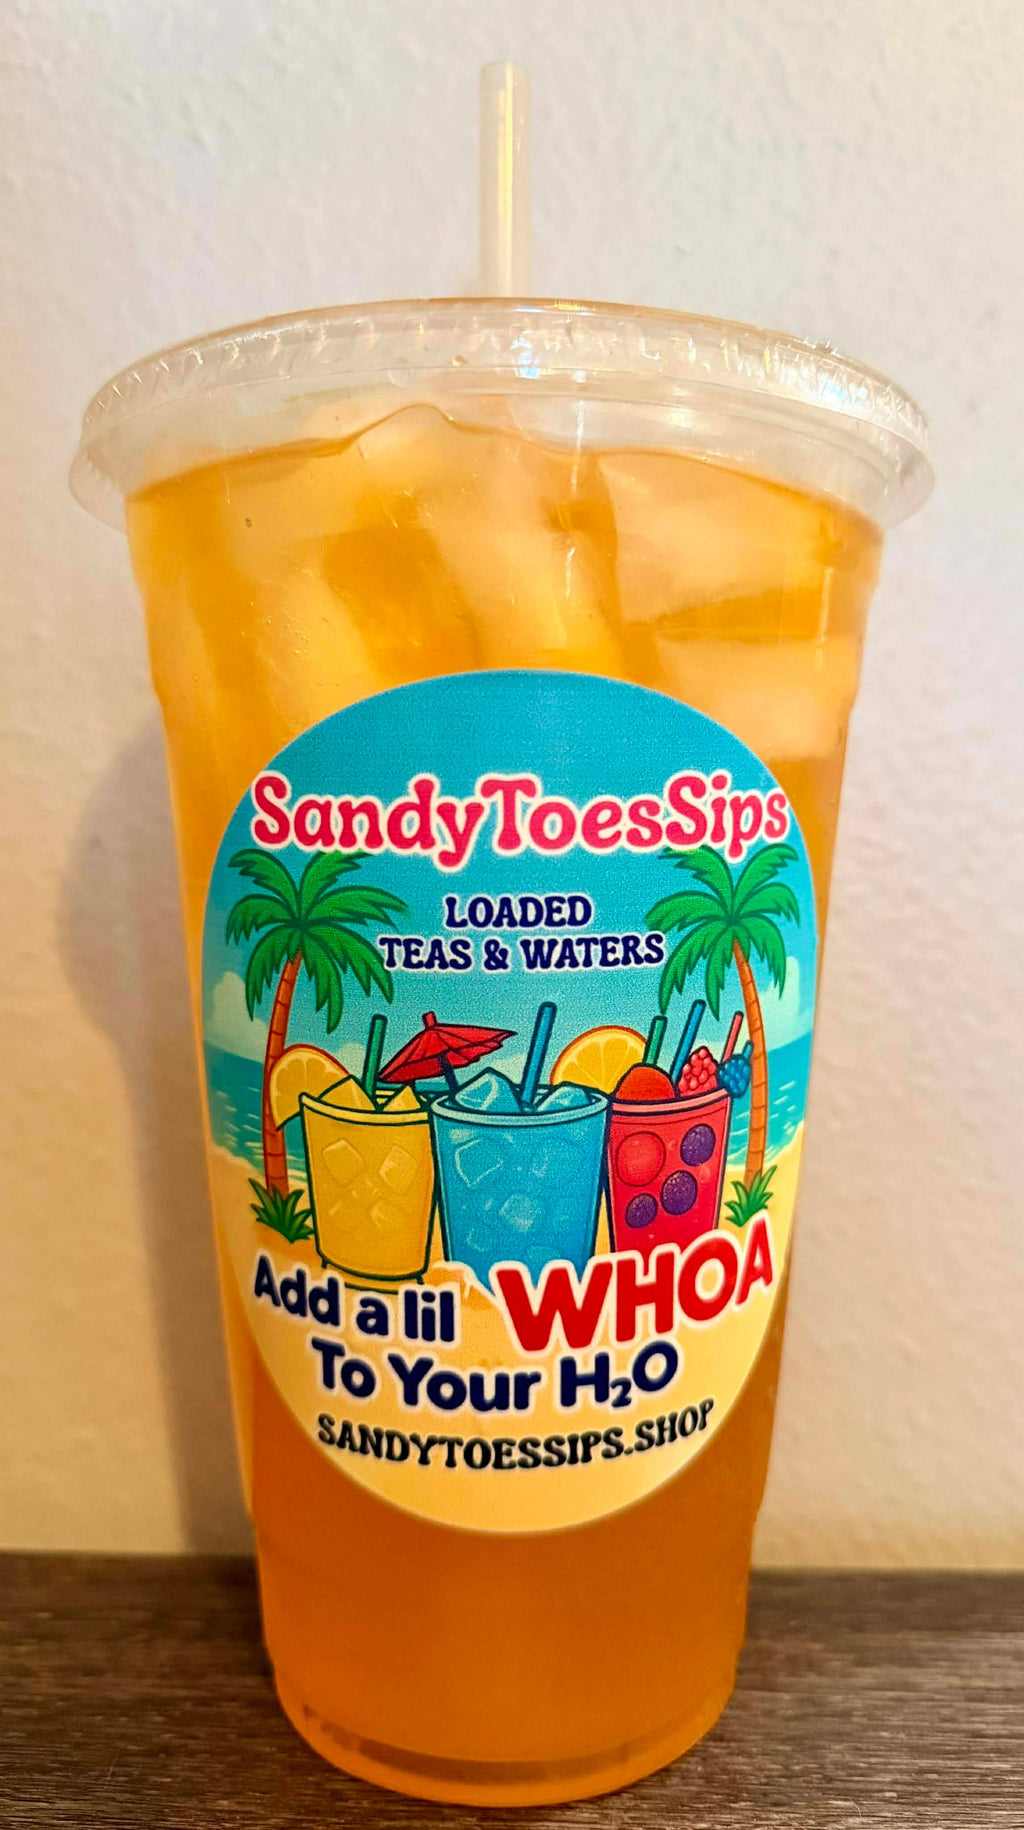 SandyToesSips
LOADED
TEAS & WATERS
Add a lil WHOA
To Your H₂O
SANDYTOESSIPS.SHOP